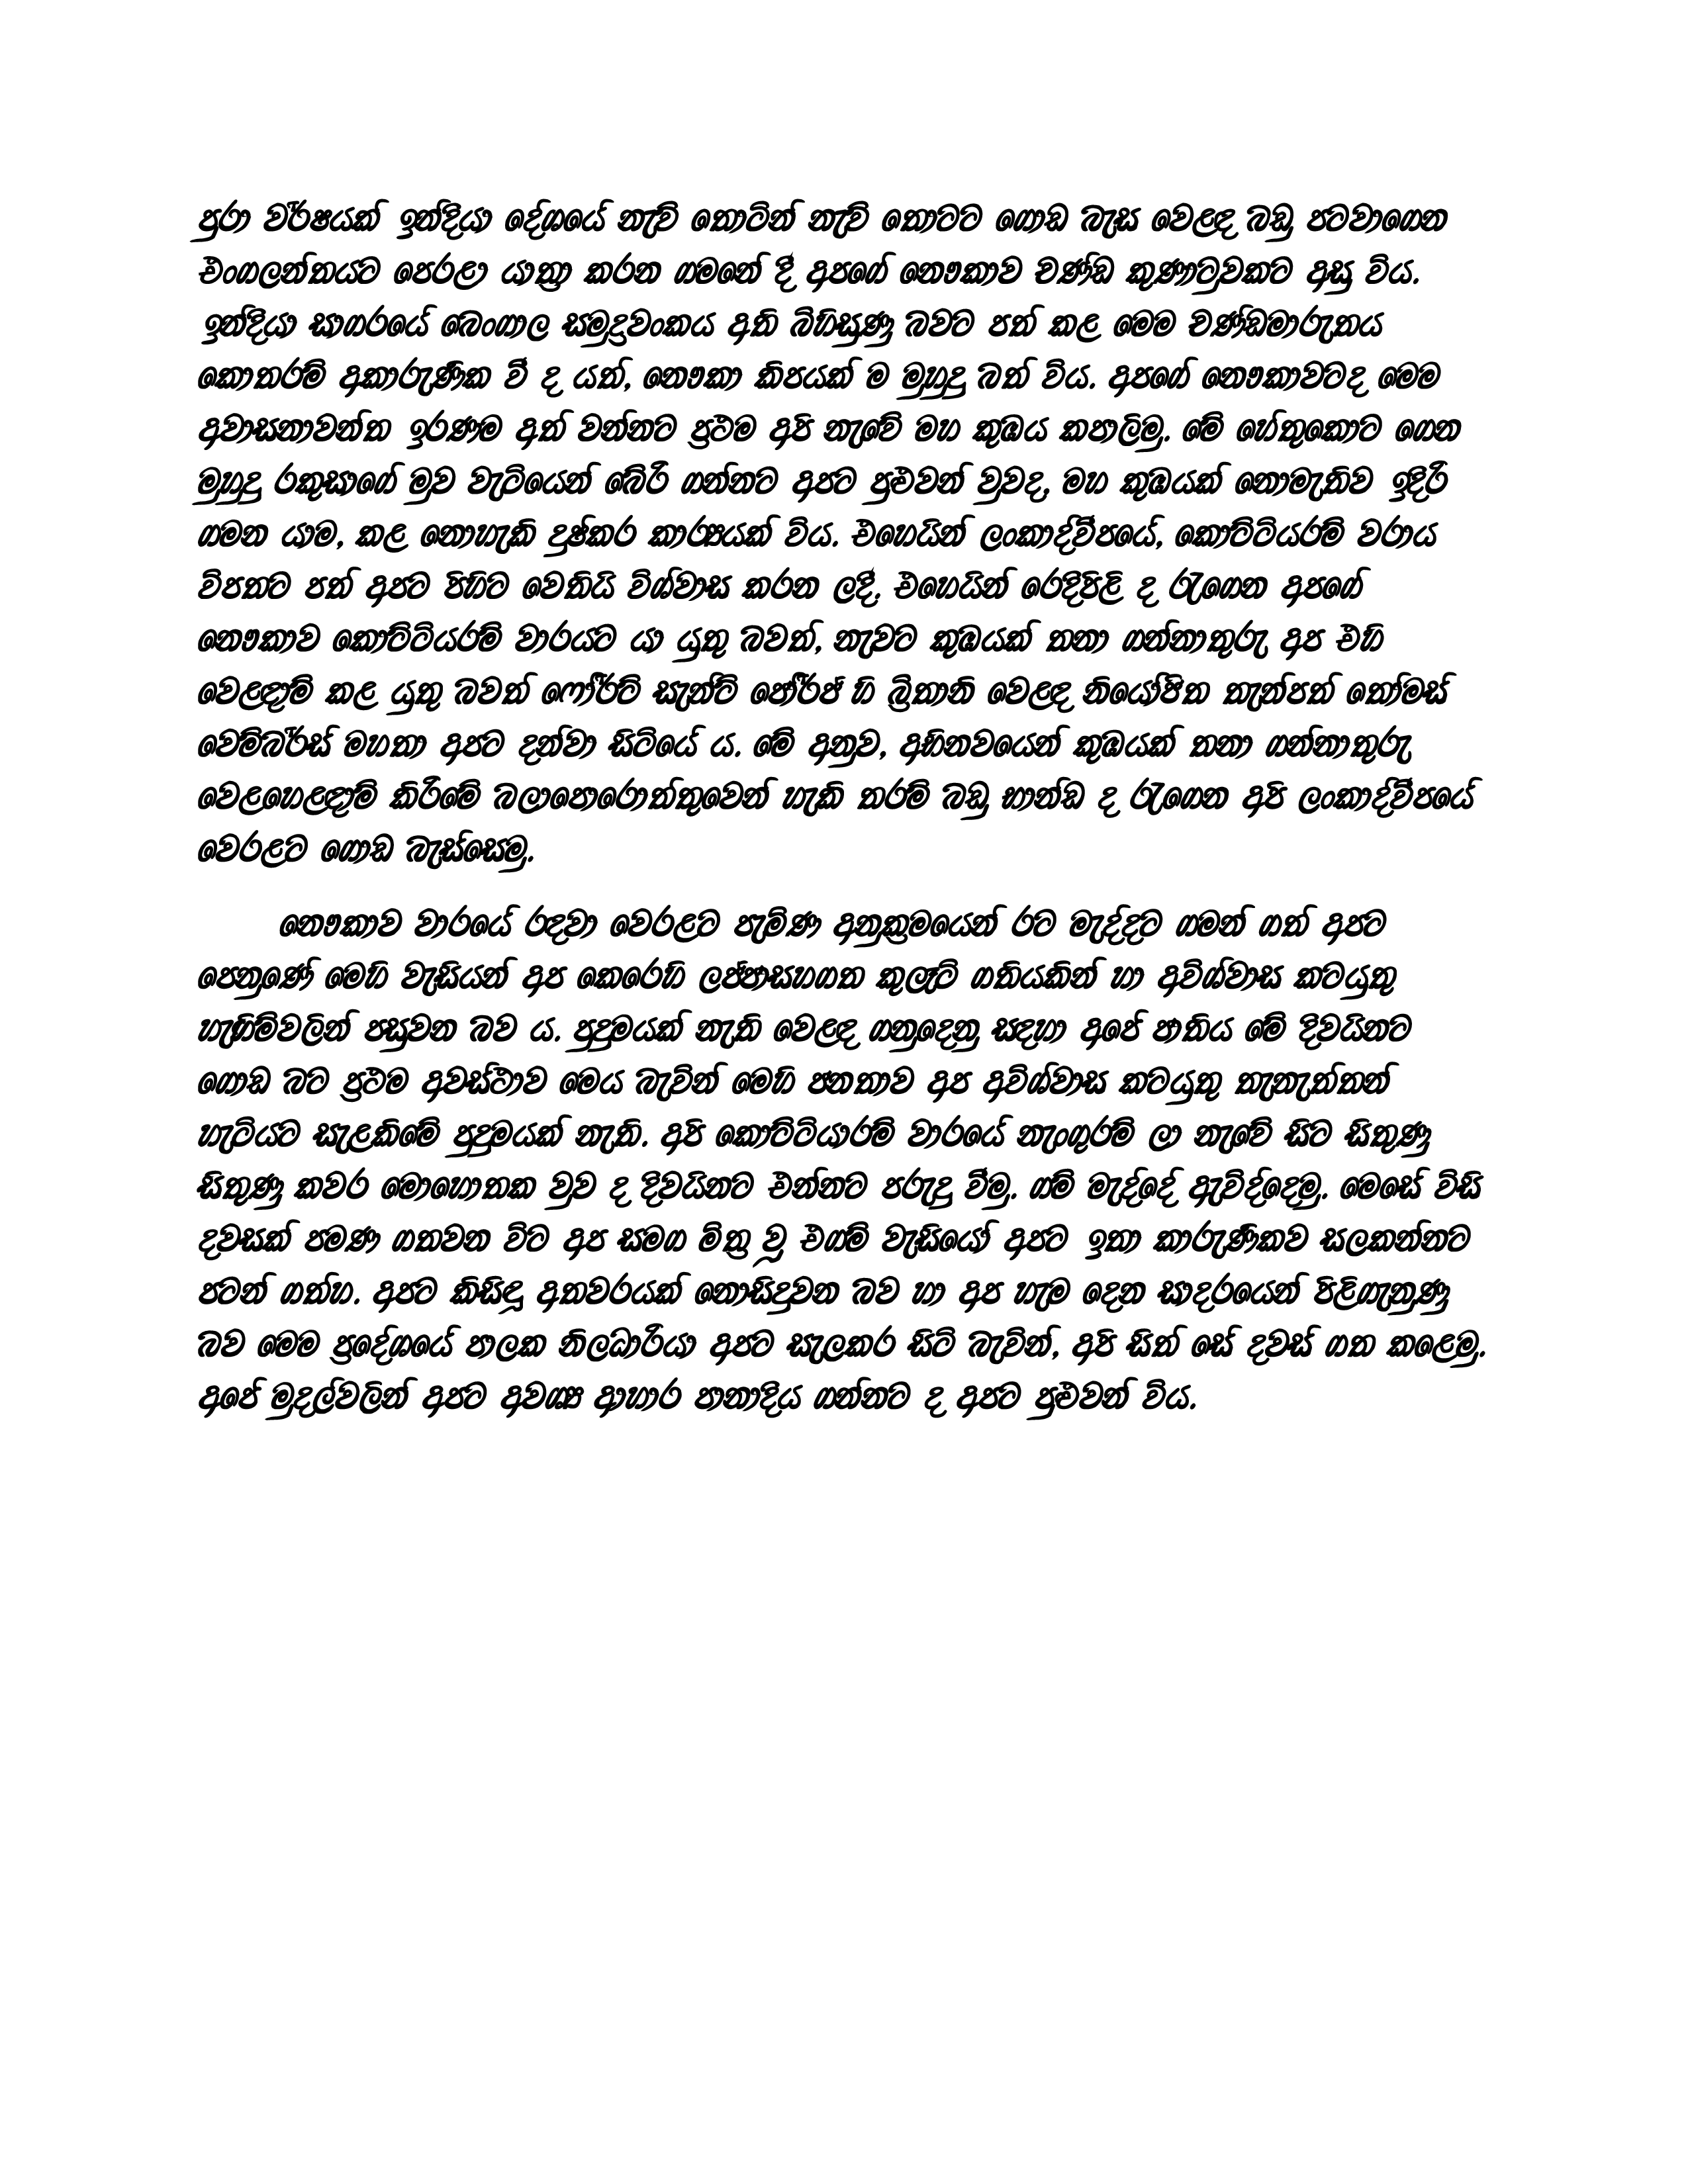 පුරා වර්ෂයක් ඉන්දියා දේශයේ නැව් තොටින් නැව් තොටට ගොඩ බැස වෙළඳ බඩු පටවාගෙන
එංගලන්තයට පෙරළා යාත්‍රා කරන ගමනේ දී අපගේ නෞකාව චණ්ඩ කුණාටුවකට අසු විය.
ඉන්දියා සාගරයේ බෙංගාල සමුද්‍රවංකය අති බිහිසුණු බවට පත් කළ මෙම චණ්ඩමාරුතය
කොතරම් අකාරුණික වී ද යත්, නෞකා කිපයක් ම මුහුදු බත් විය. අපගේ නෞකාවටද මෙම
අවාසනාවන්ත ඉරණම අත් වන්නට ප්‍රථම අපි නැවේ මහ කුඹය කපාලිමු. මේ හේතුකොට ගෙන
මුහුදු රකුසාගේ මුව වැටියෙන් බේරී ගන්නට අපට පුළුවන් වුවද, මහ කුඹයක් නොමැතිව ඉදිරි
ගමන යාම, කළ නොහැකි දුෂ්කර කාර්‍ය්‍යයක් විය. එහෙයින් ලංකාද්වීපයේ, කොට්ටියරම් වරාය
විපතට පත් අපට පිහිට වෙතියි විශ්වාස කරන ලදී. එහෙයින් රෙදිපිළි ද රැගෙන අපගේ
නෞකාව කොට්ටියරම් වාරයට යා යුතු බවත්, නැවට කුඹයක් තනා ගන්නාතුරු අප එහි
වෙළඳාම් කළ යුතු බවත් ෆෝර්ට් සැන්ට් ජෝර්ජ් හි බ්‍රිතානි වෙළඳ නියෝජිත තැන්පත් තෝමස්
වෙම්බර්ස් මහතා අපට දන්වා සිටියේ ය. මේ අනුව, අභිනවයෙන් කුඹයක් තනා ගන්නාතුරු
වෙළහෙළඳාම් කිරීමේ බලාපොරොත්තුවෙන් හැකි තරම් බඩු භාන්ඩ ද රැගෙන අපි ලංකාද්වීපයේ
වෙරළට ගොඩ බැස්සෙමු.
නෞකාව වාරයේ රඳවා වෙරළට පැමිණ අනුක්‍රමයෙන් රට මැද්දට ගමන් ගත් අපට
පෙනුණේ මෙහි වැසියන් අප කෙරෙහි ලජ්ජාසහගත කුලෑටි ගතියකින් හා අවිශ්වාස කටයුතු
හැඟීම්වලින් පසුවන බව ය. පුදුමයක් නැති වෙළඳ ගනුදෙනු සඳහා අපේ ජාතිය මේ දිවයිනට
ගොඩ බට ප්‍රථම අවස්ථාව මෙය බැවින් මෙහි ජනතාව අප අවිශ්වාස කටයුතු තැනැත්තන්
හැටියට සැළකීමේ පුදුමයක් නැති. අපි කොට්ටියාරම් වාරයේ නැංගුරම් ලා නැවේ සිට සිතුණු
සිතුණු කවර මොහොතක වුව ද දිවයිනට එන්නට පරුදු වීමු. ගම් මැද්දේ ඇවිද්දෙමු. මෙසේ විසි
දවසක් පමණ ගතවන විට අප සමග මිත්‍ර වූ එගම් වැසියෝ අපට ඉතා කාරුණිකව සලකන්නට
පටන් ගත්හ. අපට කිසිඳු අතවරයක් නොසිදුවන බව හා අප හැම දෙන සාදරයෙන් පිළිගැනුණු
බව මෙම ප්‍රදේශයේ පාලක නිලධාරියා අපට සැලකර සිටි බැවින්, අපි සිත් සේ දවස් ගත කළෙමු.
අපේ මුදල්වලින් අපට අවශ්‍ය ආහාර පානාදිය ගන්නට ද අපට පුළුවන් විය.